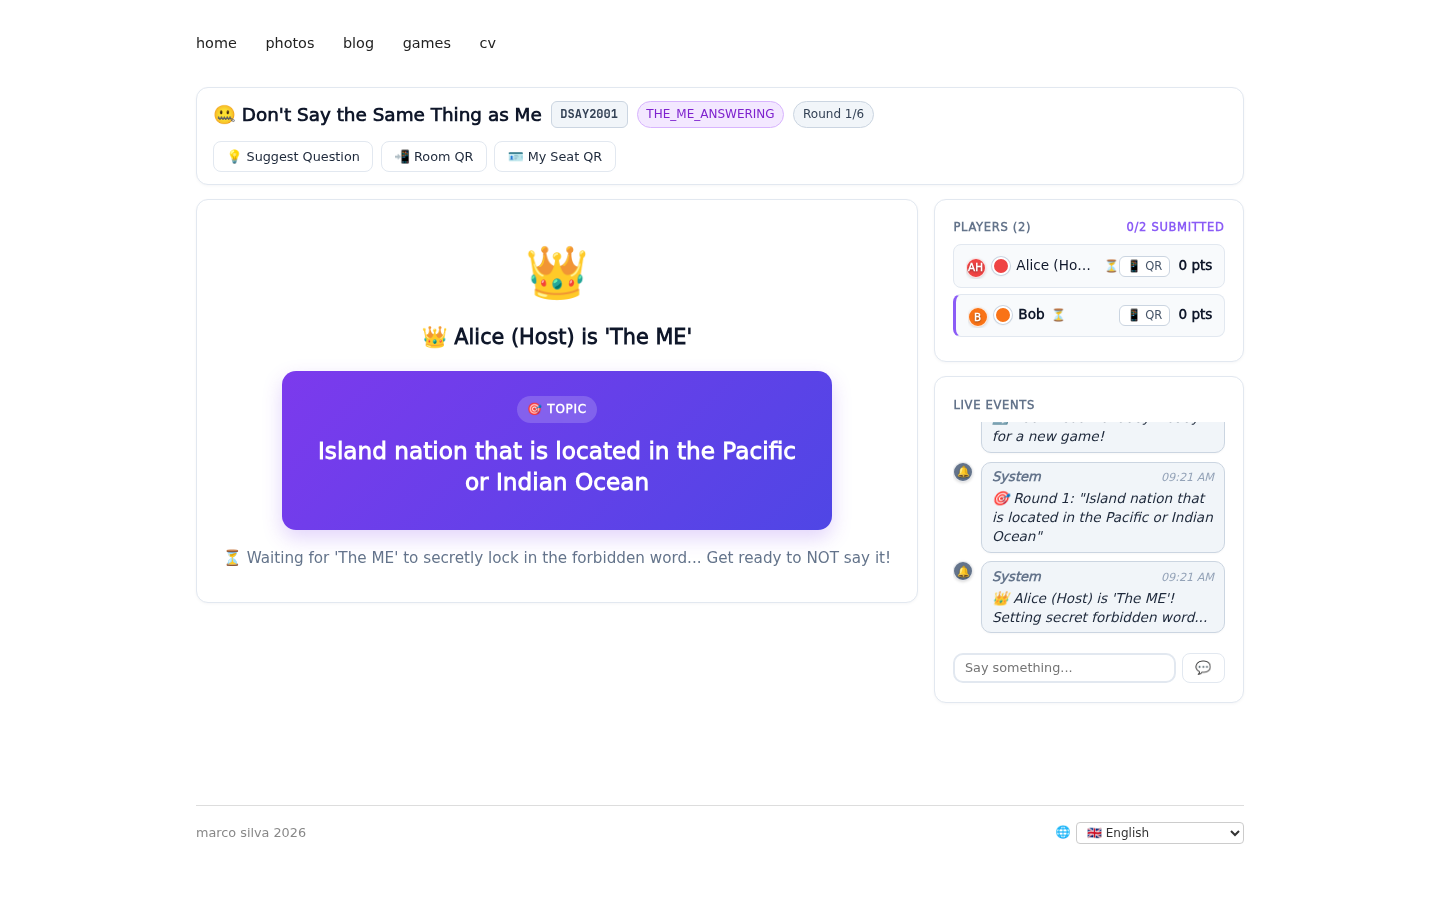 home photos blog games cv
🤐 Don't Say the Same Thing as Me DSAY2001 THE_ME_ANSWERING Round 1/6
💡 Suggest Question 📲 Room QR 🪪 My Seat QR
👑 Alice (Host) is 'The ME'
🎯 TOPIC
Island nation that is located in the Pacific
or Indian Ocean
⏳ Waiting for 'The ME' to secretly lock in the forbidden word... Get ready to NOT say it!
PLAYERS (2) 0/2 SUBMITTED
AH Alice (Ho... ⏳ 📱 QR 0 pts
B Bob ⏳ 📱 QR 0 pts
LIVE EVENTS
for a new game!
System 09:21 AM
🎯 Round 1: "Island nation that
is located in the Pacific or Indian
Ocean"
System 09:21 AM
👑 Alice (Host) is 'The ME'!
Setting secret forbidden word...
Say something... 💬
marco silva 2026 🌐 🇬🇧 English